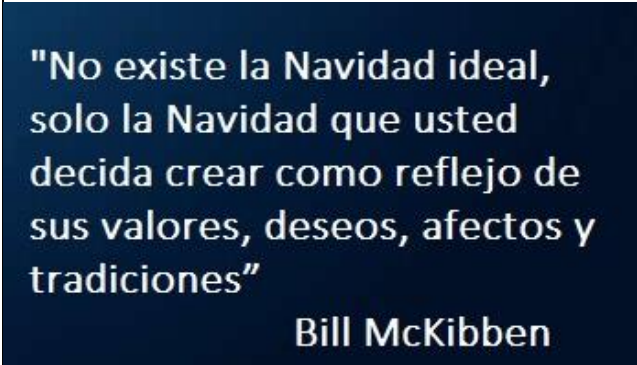 "No existe la Navidad ideal,
solo la Navidad que usted
decida crear como reflejo de
sus valores, deseos, afectos y
tradiciones”
Bill McKibben